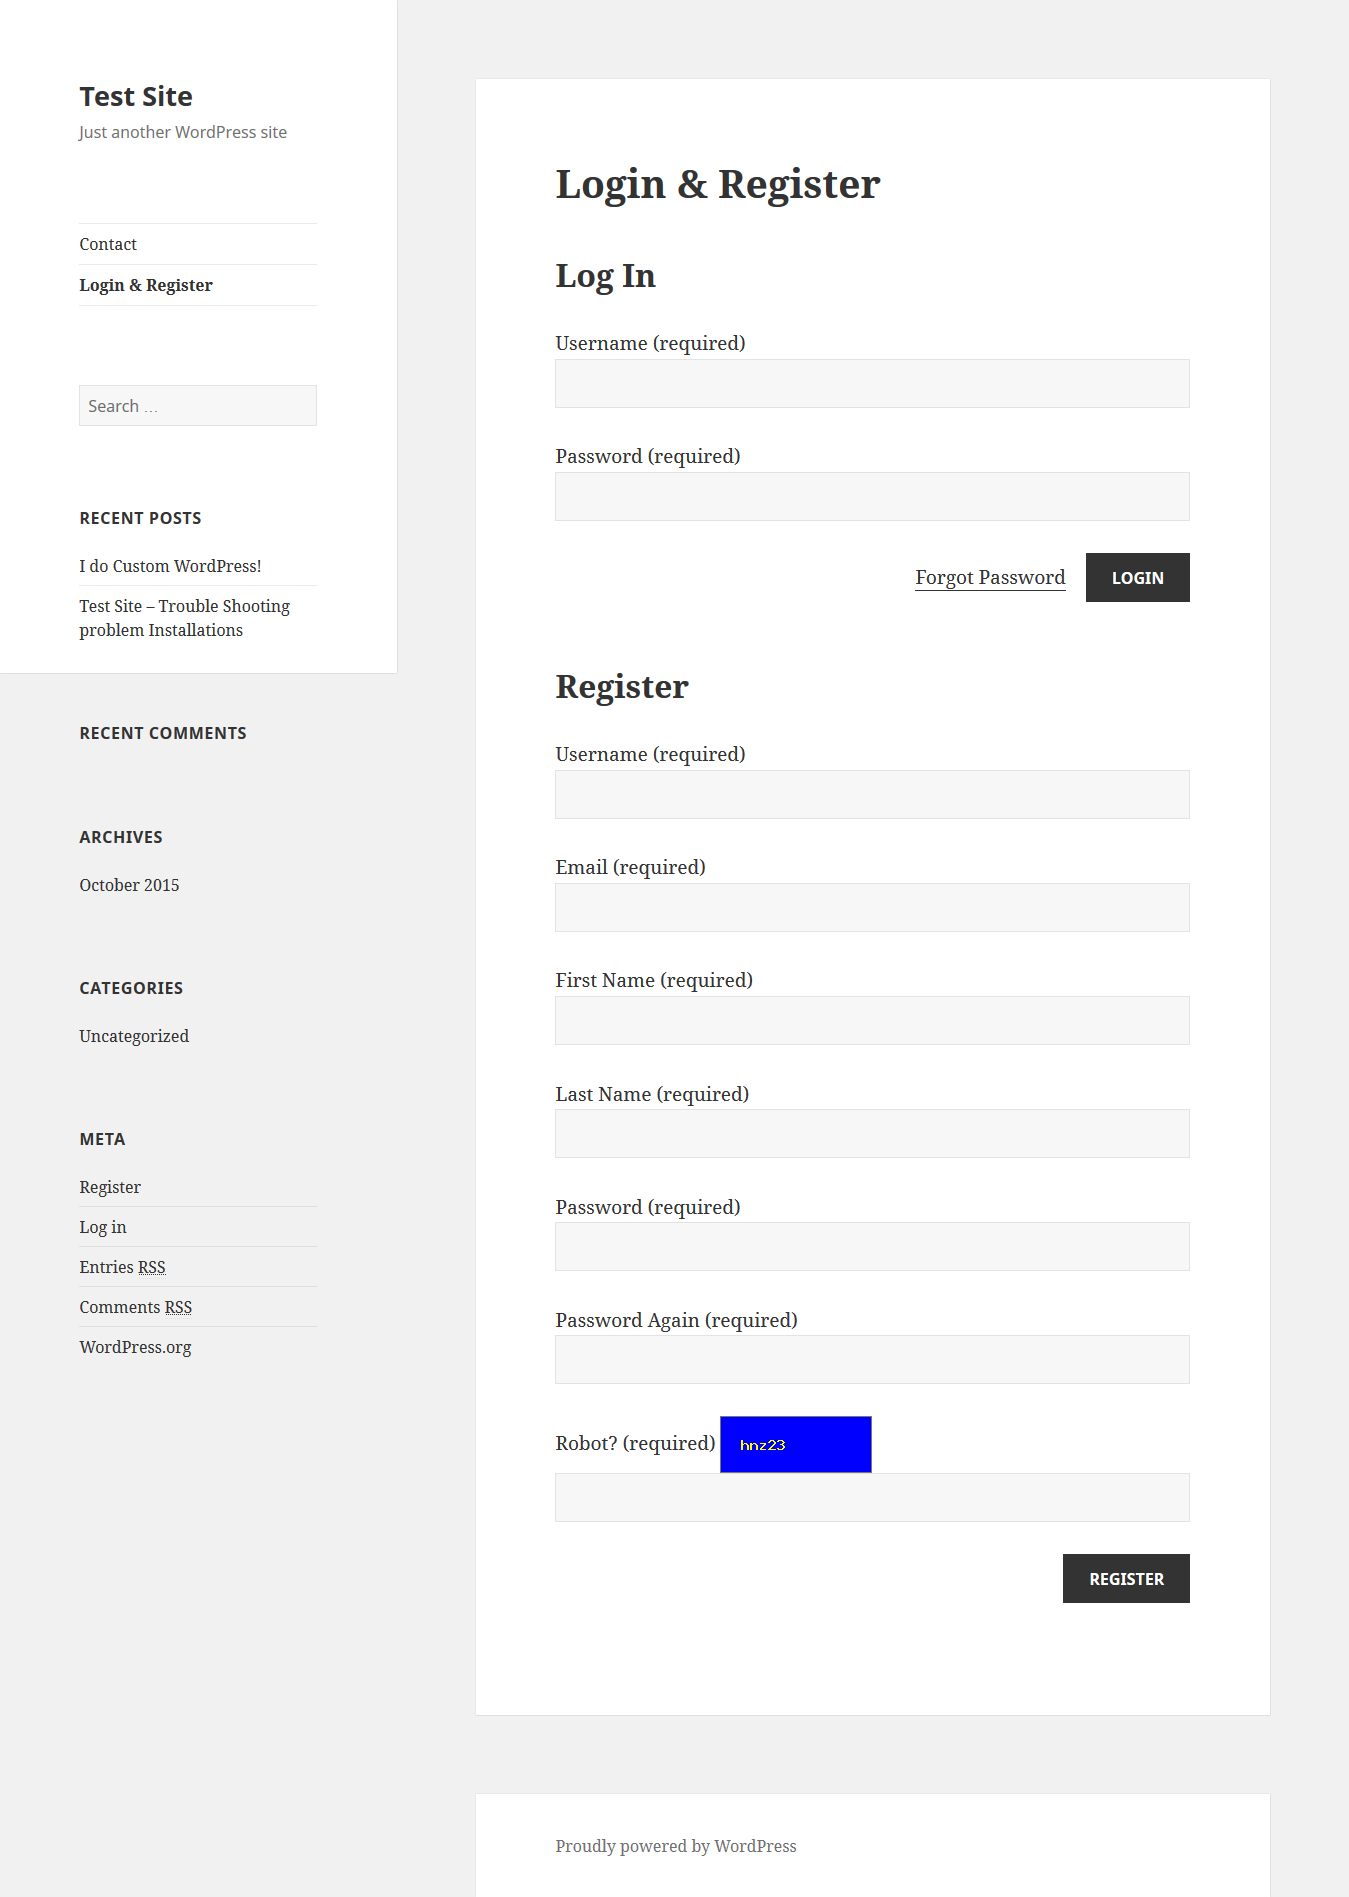 Test Site
Just another WordPress site
Contact
Login & Register
Search ...
RECENT POSTS
I do Custom WordPress!
Test Site – Trouble Shooting
problem Installations
RECENT COMMENTS
ARCHIVES
October 2015
CATEGORIES
Uncategorized
META
Register
Log in
Entries RSS
Comments RSS
WordPress.org
Login & Register
Log In
Username (required)
Password (required)
Forgot Password LOGIN
Register
Username (required)
Email (required)
First Name (required)
Last Name (required)
Password (required)
Password Again (required)
Robot? (required) hnz23
REGISTER
Proudly powered by WordPress